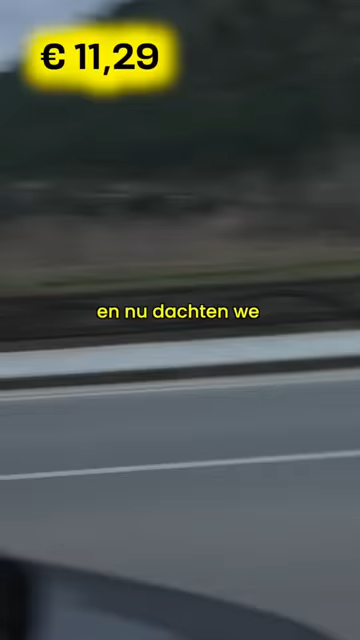 € 11,29
en nu dachten we